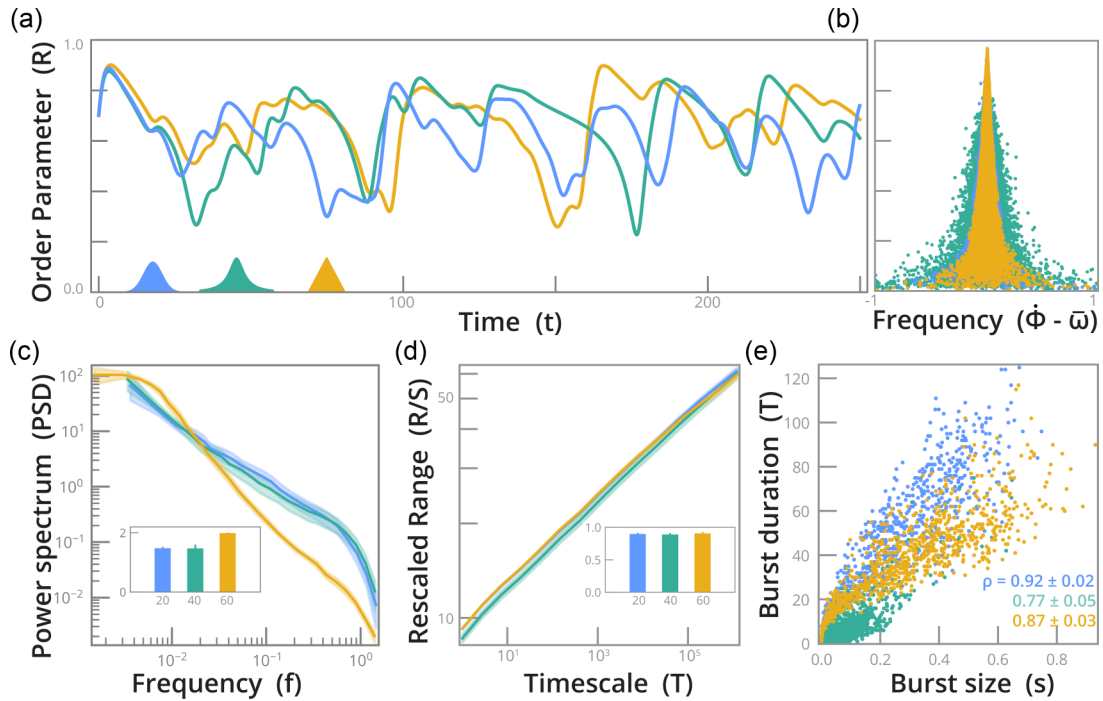 (a)
(b)
1.0
0.0
Order Parameter (R)
0
100
200
Time (t)
-1
1
Frequency (Φ̇ - ω̄)
(c)
(d)
(e)
10²
10¹
10⁰
10⁻¹
10⁻²
Power spectrum (PSD)
2
0
20 40 60
10⁻² 10⁻¹ 10⁰
Frequency (f)
50
10
Rescaled Range (R/S)
1.0
0.5
0.0
20 40 60
10¹ 10³ 10⁵
Timescale (T)
120
100
80
60
40
20
0
Burst duration (T)
ρ = 0.92 ± 0.02
0.77 ± 0.05
0.87 ± 0.03
0.0 0.2 0.4 0.6 0.8
Burst size (s)